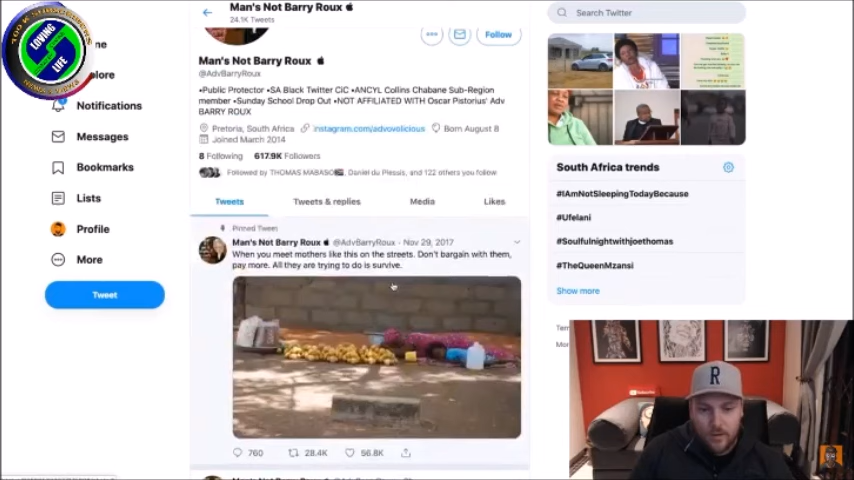 Man's Not Barry Roux
24.1K Tweets
Search Twitter
LOVING LIFE
Notifications
Messages
Bookmarks
Lists
Profile
More
Tweet
Follow
Man's Not Barry Roux
@AdvBarryRoux
•Public Protector •SA Black Twitter CiC •ANCYL Collins Chabane Sub-Region
member •Sunday School Drop Out •NOT AFFILIATED WITH Oscar Pistorius' Adv
BARRY ROUX
Pretoria, South Africa instagram.com/advovolicious Born August 8
Joined March 2014
8 Following 617.9K Followers
Followed by THOMAS MABASO, Daniel du Plessis, and 122 others you follow
Tweets Tweets & replies Media Likes
Pinned Tweet
Man's Not Barry Roux @AdvBarryRoux · Nov 29, 2017
When you meet mothers like this on the streets. Don't bargain with them,
pay more. All they are trying to do is survive.
760 28.4K 56.8K
South Africa trends
#IAmNotSleepingTodayBecause
#Ufelani
#Soulfulnightwithjoethomas
#TheQueenMzansi
Show more
R